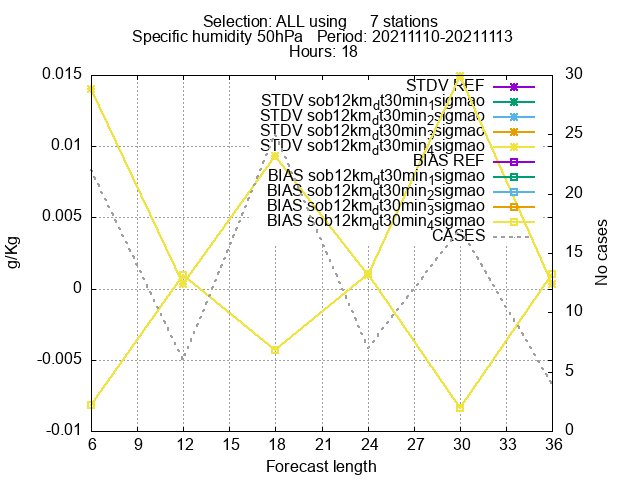 Selection: ALL using 7 stations
Specific humidity 50hPa Period: 20211110-20211113
Hours: 18
0.015
0.01
0.005
0
-0.005
-0.01
g/Kg
30
25
20
15
10
5
0
No cases
STDV REF
STDV sob12km_dt30min_1sigmao
STDV sob12km_dt30min_2sigmao
STDV sob12km_dt30min_3sigmao
STDV sob12km_dt30min_4sigmao
BIAS REF
BIAS sob12km_dt30min_1sigmao
BIAS sob12km_dt30min_2sigmao
BIAS sob12km_dt30min_3sigmao
BIAS sob12km_dt30min_4sigmao
CASES
6 9 12 15 18 21 24 27 30 33 36
Forecast length